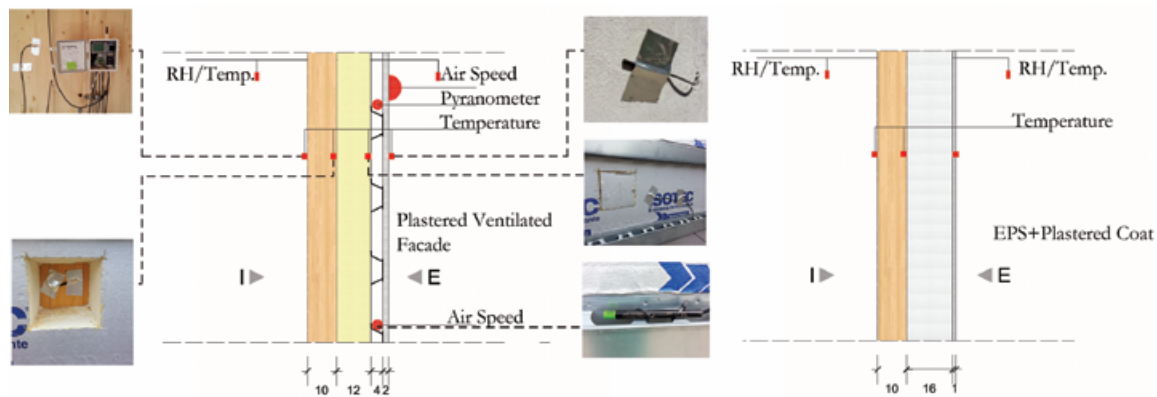 RH/Temp.
Air Speed
Pyranometer
Temperature
Plastered Ventilated
Facade
I
E
Air Speed
10 12 4 2
SOTEC
RH/Temp.
RH/Temp.
Temperature
EPS+Plastered Coat
I
E
10 16 1